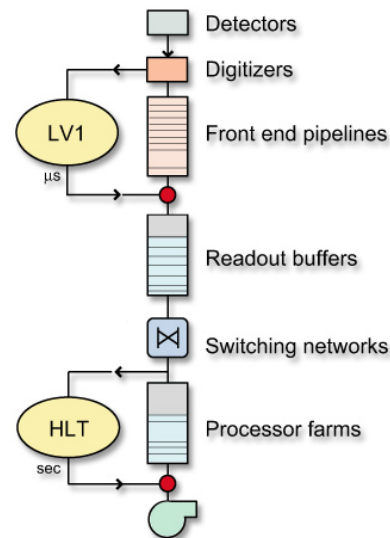 Detectors
Digitizers
LV1
Front end pipelines
μs
Readout buffers
Switching networks
HLT
Processor farms
sec